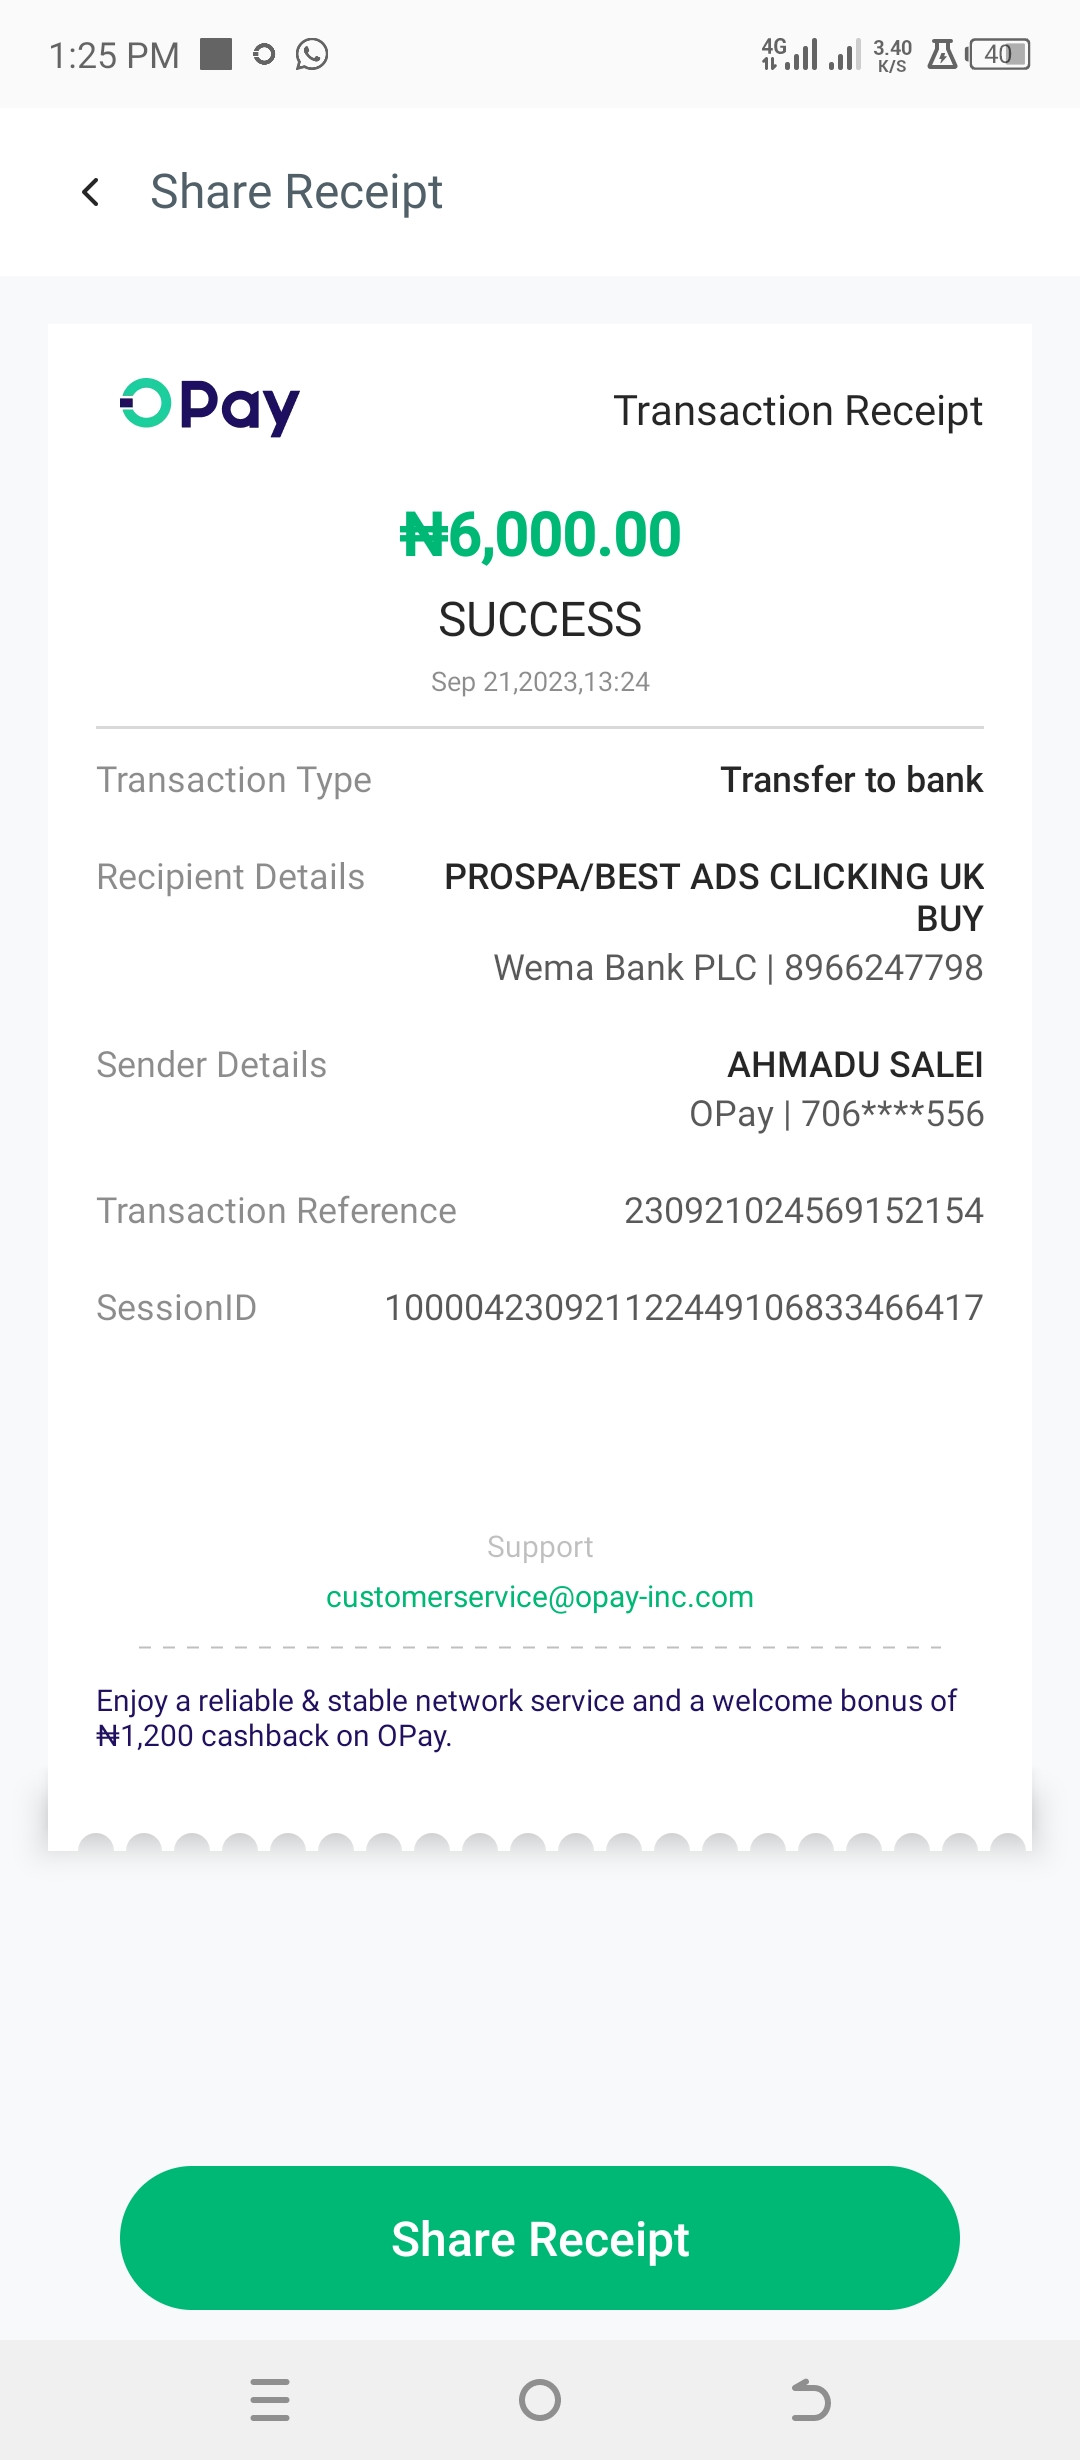 1:25 PM 4G 3.40 K/S 40
Share Receipt
OPay Transaction Receipt
₦6,000.00
SUCCESS
Sep 21,2023,13:24
Transaction Type Transfer to bank
Recipient Details PROSPA/BEST ADS CLICKING UK
BUY
Wema Bank PLC | 8966247798
Sender Details AHMADU SALEI
OPay | 706****556
Transaction Reference 230921024569152154
SessionID 100004230921122449106833466417
Support
customerservice@opay-inc.com
Enjoy a reliable & stable network service and a welcome bonus of
₦1,200 cashback on OPay.
Share Receipt